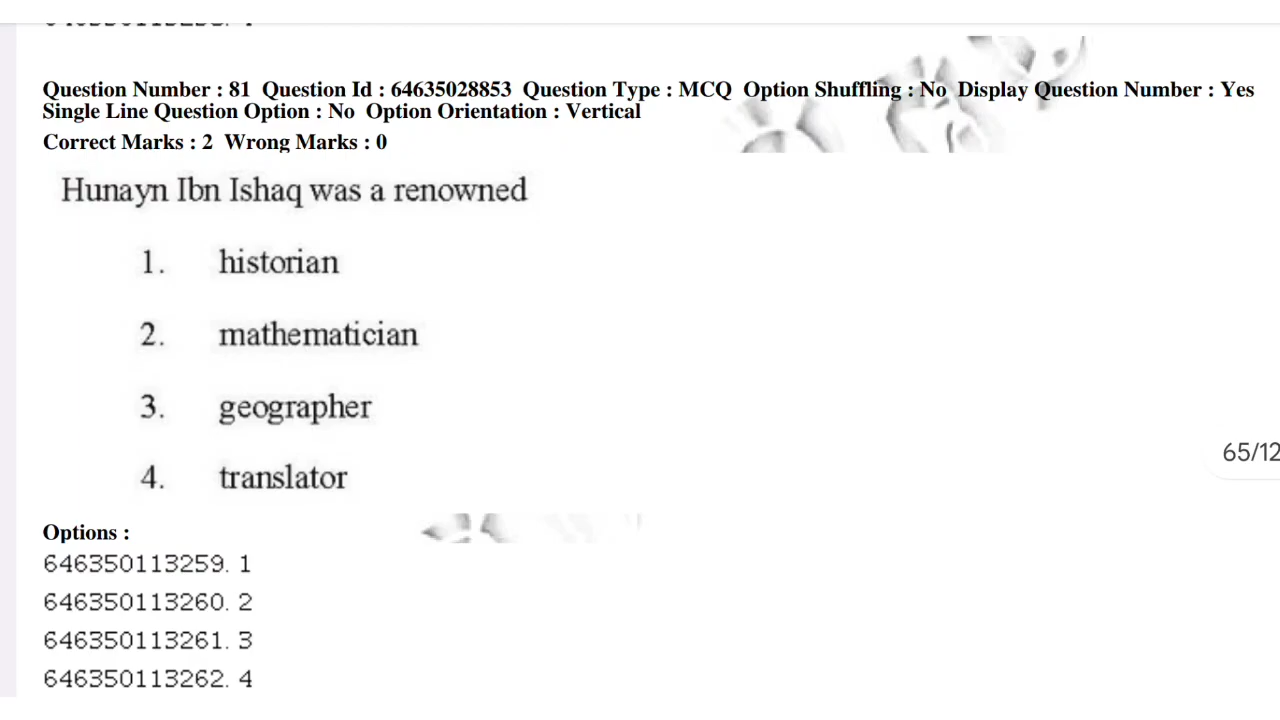 Question Number : 81 Question Id : 64635028853 Question Type : MCQ Option Shuffling : No Display Question Number : Yes
Single Line Question Option : No Option Orientation : Vertical
Correct Marks : 2 Wrong Marks : 0
Hunayn Ibn Ishaq was a renowned
1. historian
2. mathematician
3. geographer
4. translator
65/12
Options :
646350113259. 1
646350113260. 2
646350113261. 3
646350113262. 4